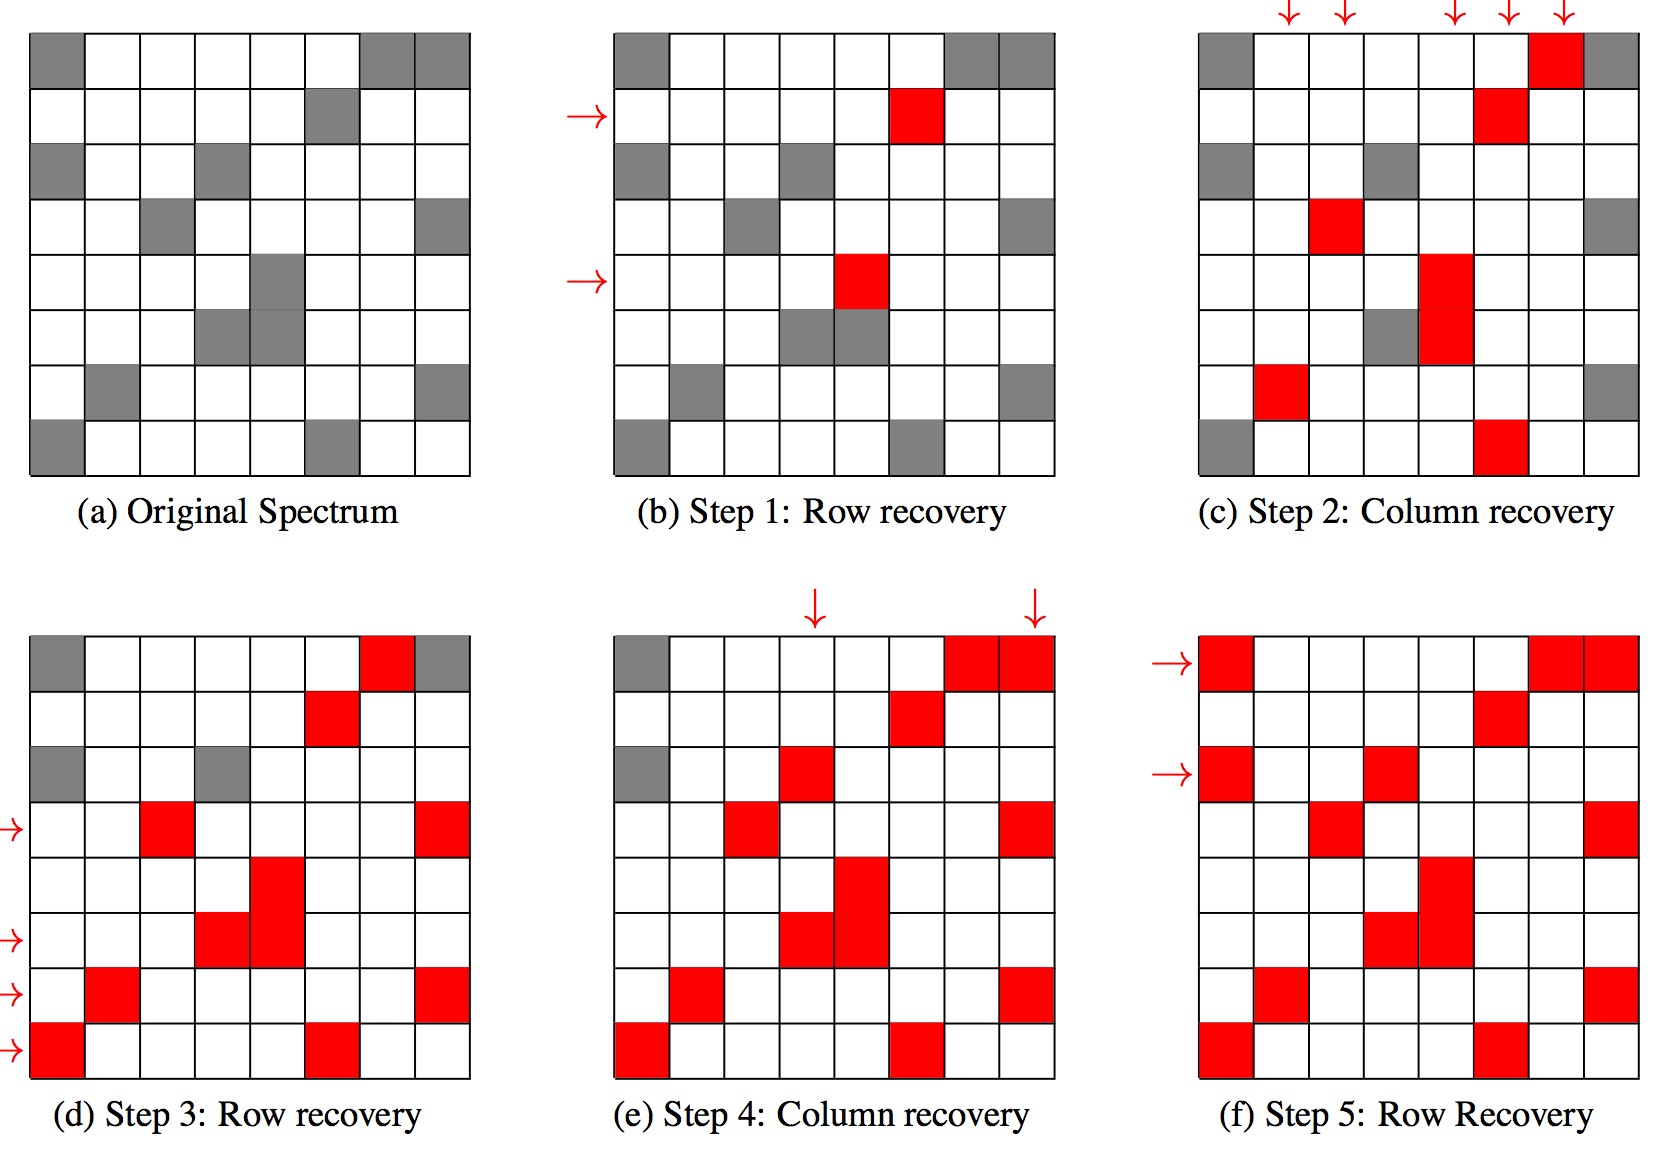 (a) Original Spectrum
(b) Step 1: Row recovery
(c) Step 2: Column recovery
(d) Step 3: Row recovery
(e) Step 4: Column recovery
(f) Step 5: Row Recovery